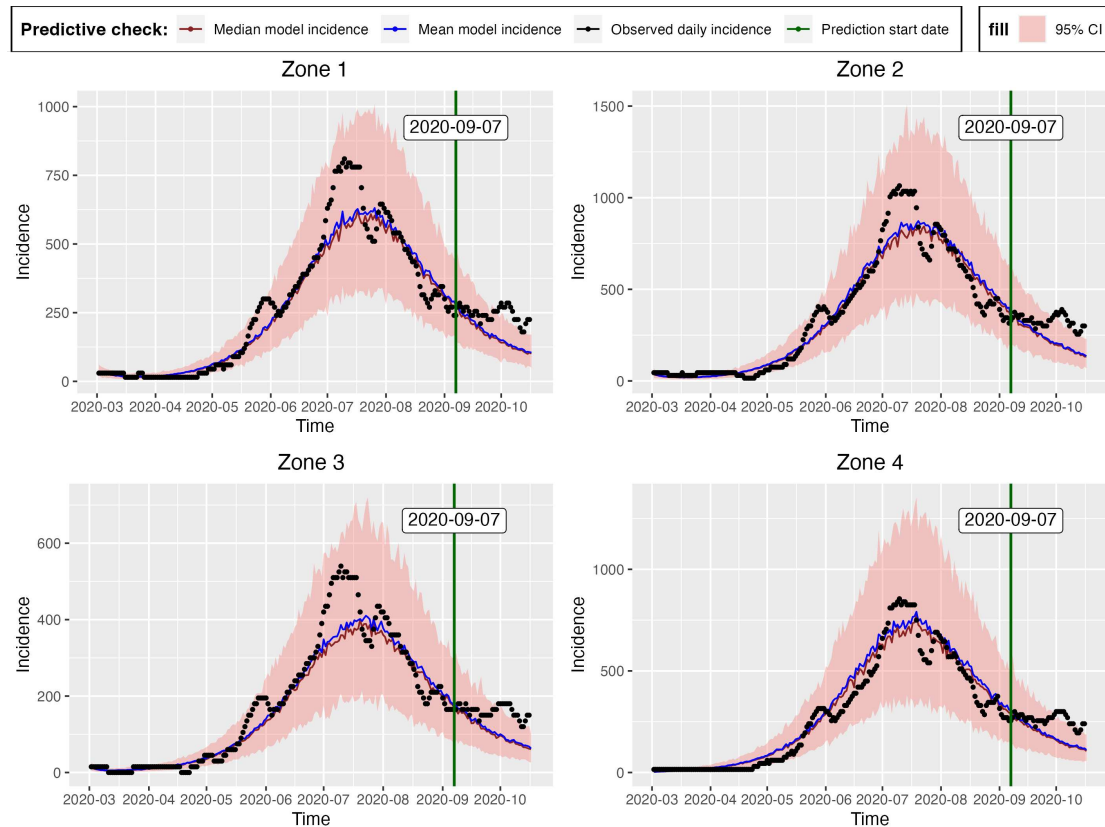 Predictive check: Median model incidence Mean model incidence Observed daily incidence Prediction start date fill 95% CI
Zone 1
1000
750
500
250
0
Incidence
2020-09-07
2020-03 2020-04 2020-05 2020-06 2020-07 2020-08 2020-09 2020-10
Time
Zone 2
1500
1000
500
0
Incidence
2020-09-07
2020-03 2020-04 2020-05 2020-06 2020-07 2020-08 2020-09 2020-10
Time
Zone 3
600
400
200
0
Incidence
2020-09-07
2020-03 2020-04 2020-05 2020-06 2020-07 2020-08 2020-09 2020-10
Time
Zone 4
1000
500
0
Incidence
2020-09-07
2020-03 2020-04 2020-05 2020-06 2020-07 2020-08 2020-09 2020-10
Time